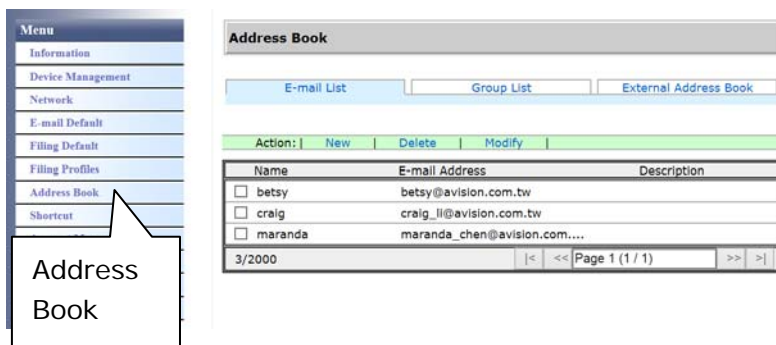 Menu
Information
Device Management
Network
E-mail Default
Filing Default
Filing Profiles
Address Book
Shortcut
Address
Book
Address Book
E-mail List Group List External Address Book
Action: | New | Delete | Modify |
Name E-mail Address Description
betsy betsy@avision.com.tw
craig craig_li@avision.com.tw
maranda maranda_chen@avision.com....
3/2000 |< << Page 1 (1 / 1) >> >|